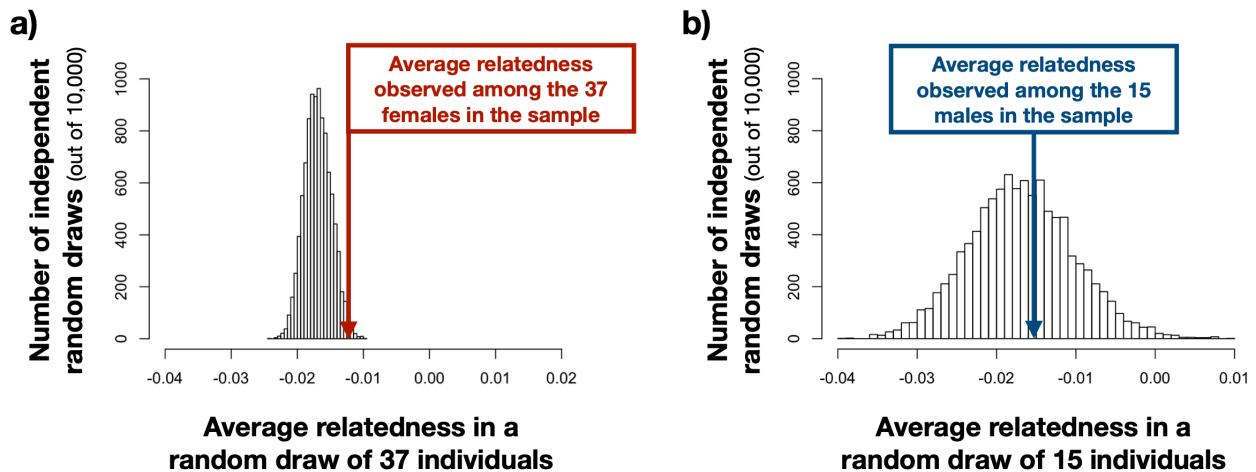 a)
Number of independent
random draws (out of 10,000)
1000
800
600
400
200
0
Average relatedness
observed among the 37
females in the sample
-0.04
-0.03
-0.02
-0.01
0.00
0.01
0.02
Average relatedness in a
random draw of 37 individuals
b)
Number of independent
random draws (out of 10,000)
1000
800
600
400
200
0
Average relatedness
observed among the 15
males in the sample
-0.04
-0.03
-0.02
-0.01
0.00
0.01
Average relatedness in a
random draw of 15 individuals